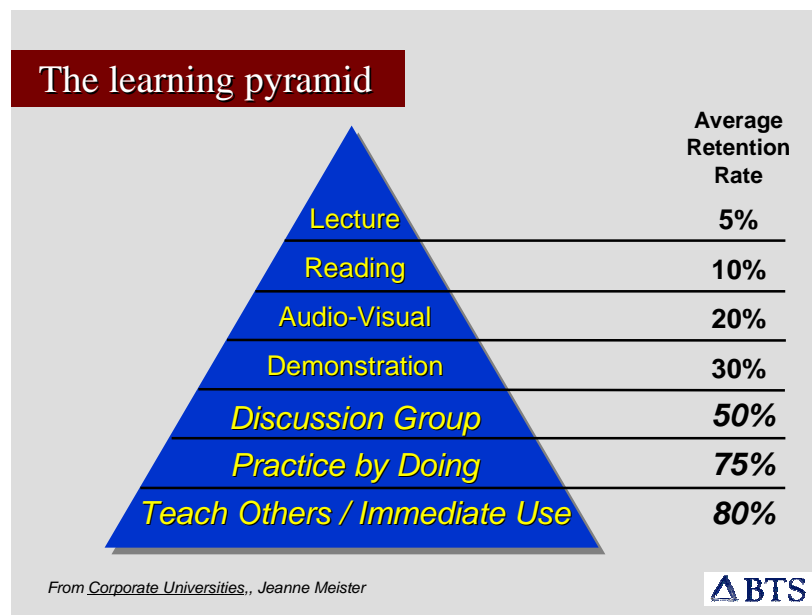 The learning pyramid
Average
Retention
Rate
Lecture 5%
Reading 10%
Audio-Visual 20%
Demonstration 30%
Discussion Group 50%
Practice by Doing 75%
Teach Others / Immediate Use 80%
From Corporate Universities,, Jeanne Meister
BTS